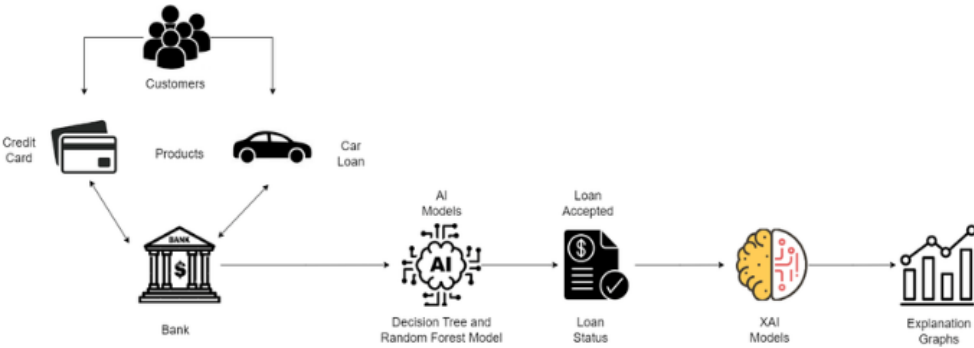 Customers
Credit
Card
Products
Car
Loan
BANK
$
Bank
AI
Models
AI
Decision Tree and
Random Forest Model
Loan
Accepted
$
Loan
Status
XAI
Models
Explanation
Graphs